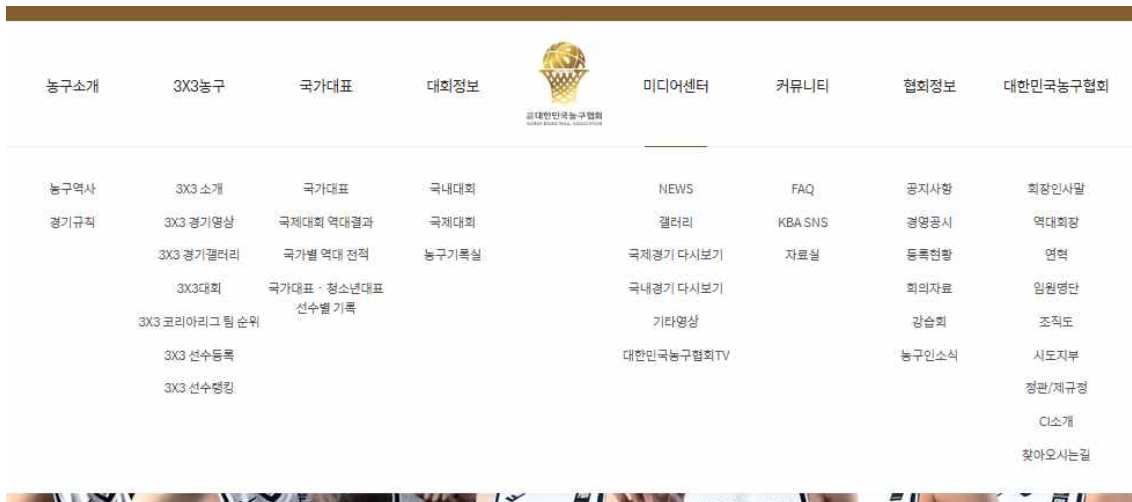 농구소개
3X3농구
국가대표
대회정보
대한민국농구협회
미디어센터
커뮤니티
협회정보
대한민국농구협회
농구역사
경기규칙
3X3 소개
3X3 경기영상
3X3 경기갤러리
3X3대회
3X3 코리아리그 팀 순위
3X3 선수등록
3X3 선수랭킹
국가대표
국제대회 역대결과
국가별 역대 전적
국가대표 · 청소년대표
선수별 기록
국내대회
국제대회
농구기록실
NEWS
갤러리
국제경기 다시보기
국내경기 다시보기
기타영상
대한민국농구협회TV
FAQ
KBA SNS
자료실
공지사항
경영공시
등록현황
회의자료
강습회
농구인소식
회장인사말
역대회장
연혁
임원명단
조직도
시도지부
정관/제규정
CI소개
찾아오시는길